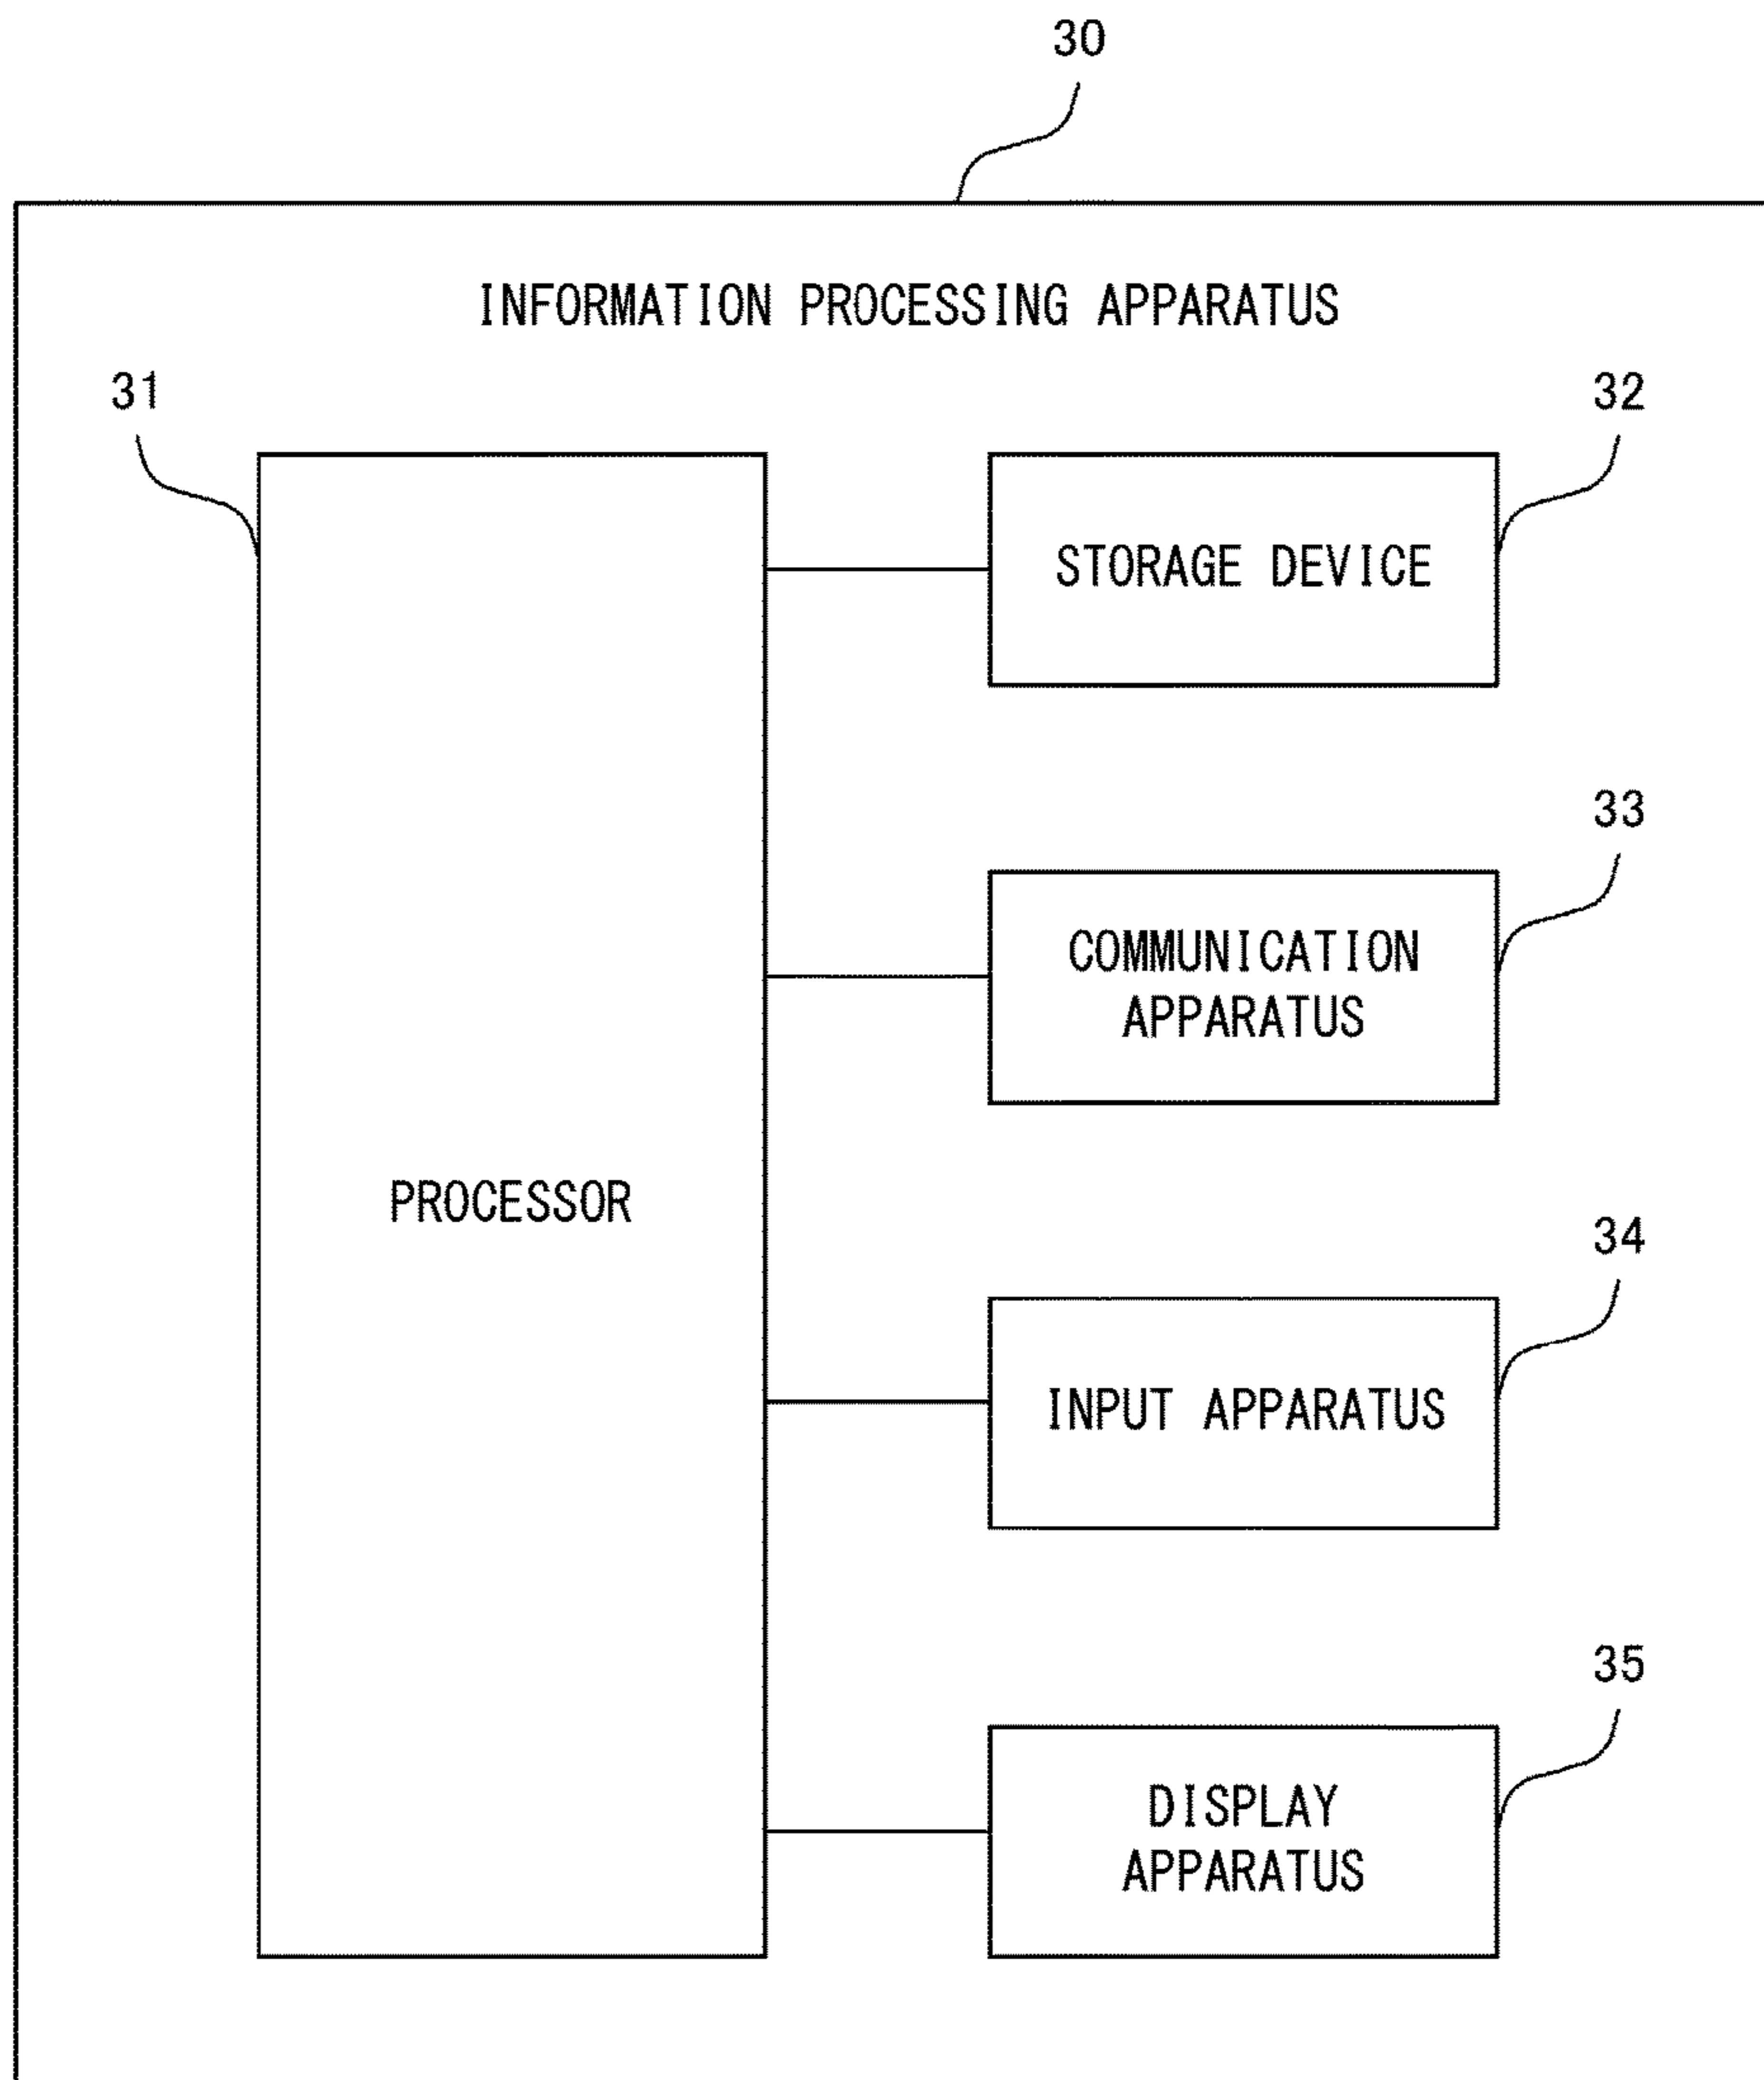 30
INFORMATION PROCESSING APPARATUS
31
32
STORAGE DEVICE
33
COMMUNICATION
APPARATUS
PROCESSOR
34
INPUT APPARATUS
35
DISPLAY
APPARATUS